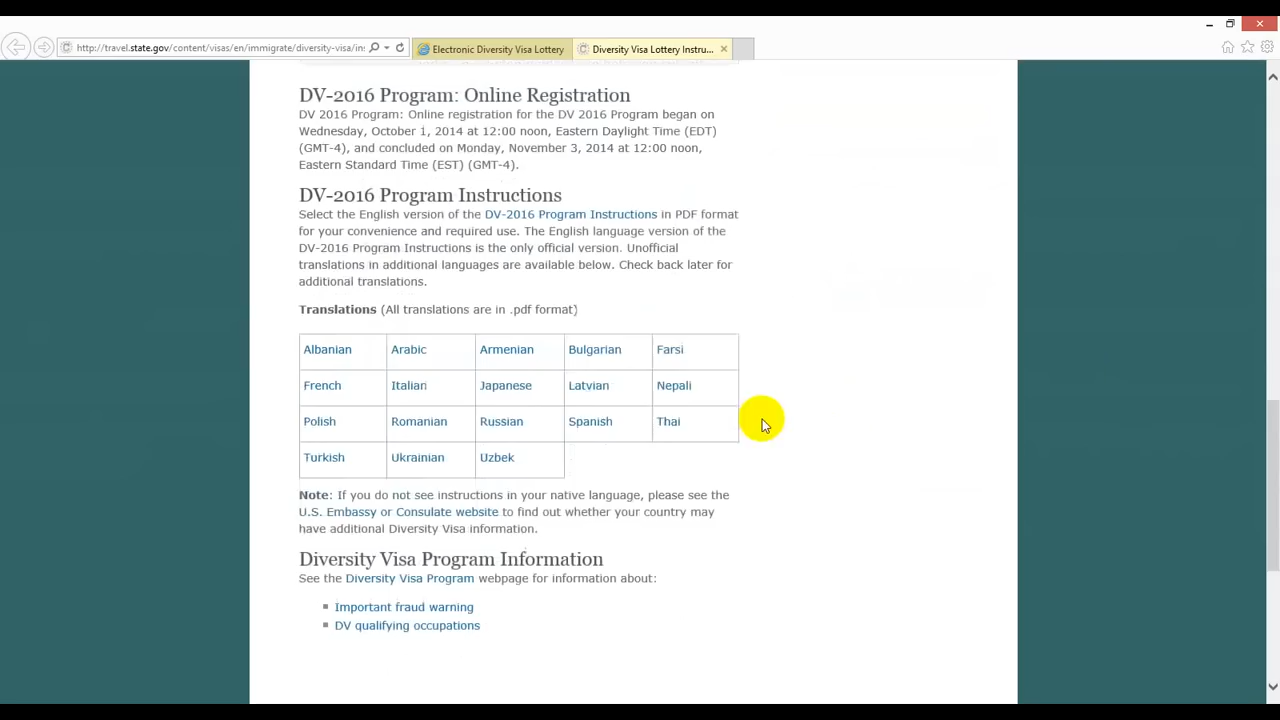 http://travel.state.gov/content/visas/en/immigrate/diversity-visa/ins
Electronic Diversity Visa Lottery
Diversity Visa Lottery Instru...
DV-2016 Program: Online Registration
DV 2016 Program: Online registration for the DV 2016 Program began on
Wednesday, October 1, 2014 at 12:00 noon, Eastern Daylight Time (EDT)
(GMT-4), and concluded on Monday, November 3, 2014 at 12:00 noon,
Eastern Standard Time (EST) (GMT-4).
DV-2016 Program Instructions
Select the English version of the DV-2016 Program Instructions in PDF format
for your convenience and required use. The English language version of the
DV-2016 Program Instructions is the only official version. Unofficial
translations in additional languages are available below. Check back later for
additional translations.
Translations (All translations are in .pdf format)
Albanian Arabic Armenian Bulgarian Farsi
French Italian Japanese Latvian Nepali
Polish Romanian Russian Spanish Thai
Turkish Ukrainian Uzbek
Note: If you do not see instructions in your native language, please see the
U.S. Embassy or Consulate website to find out whether your country may
have additional Diversity Visa information.
Diversity Visa Program Information
See the Diversity Visa Program webpage for information about:
Important fraud warning
DV qualifying occupations